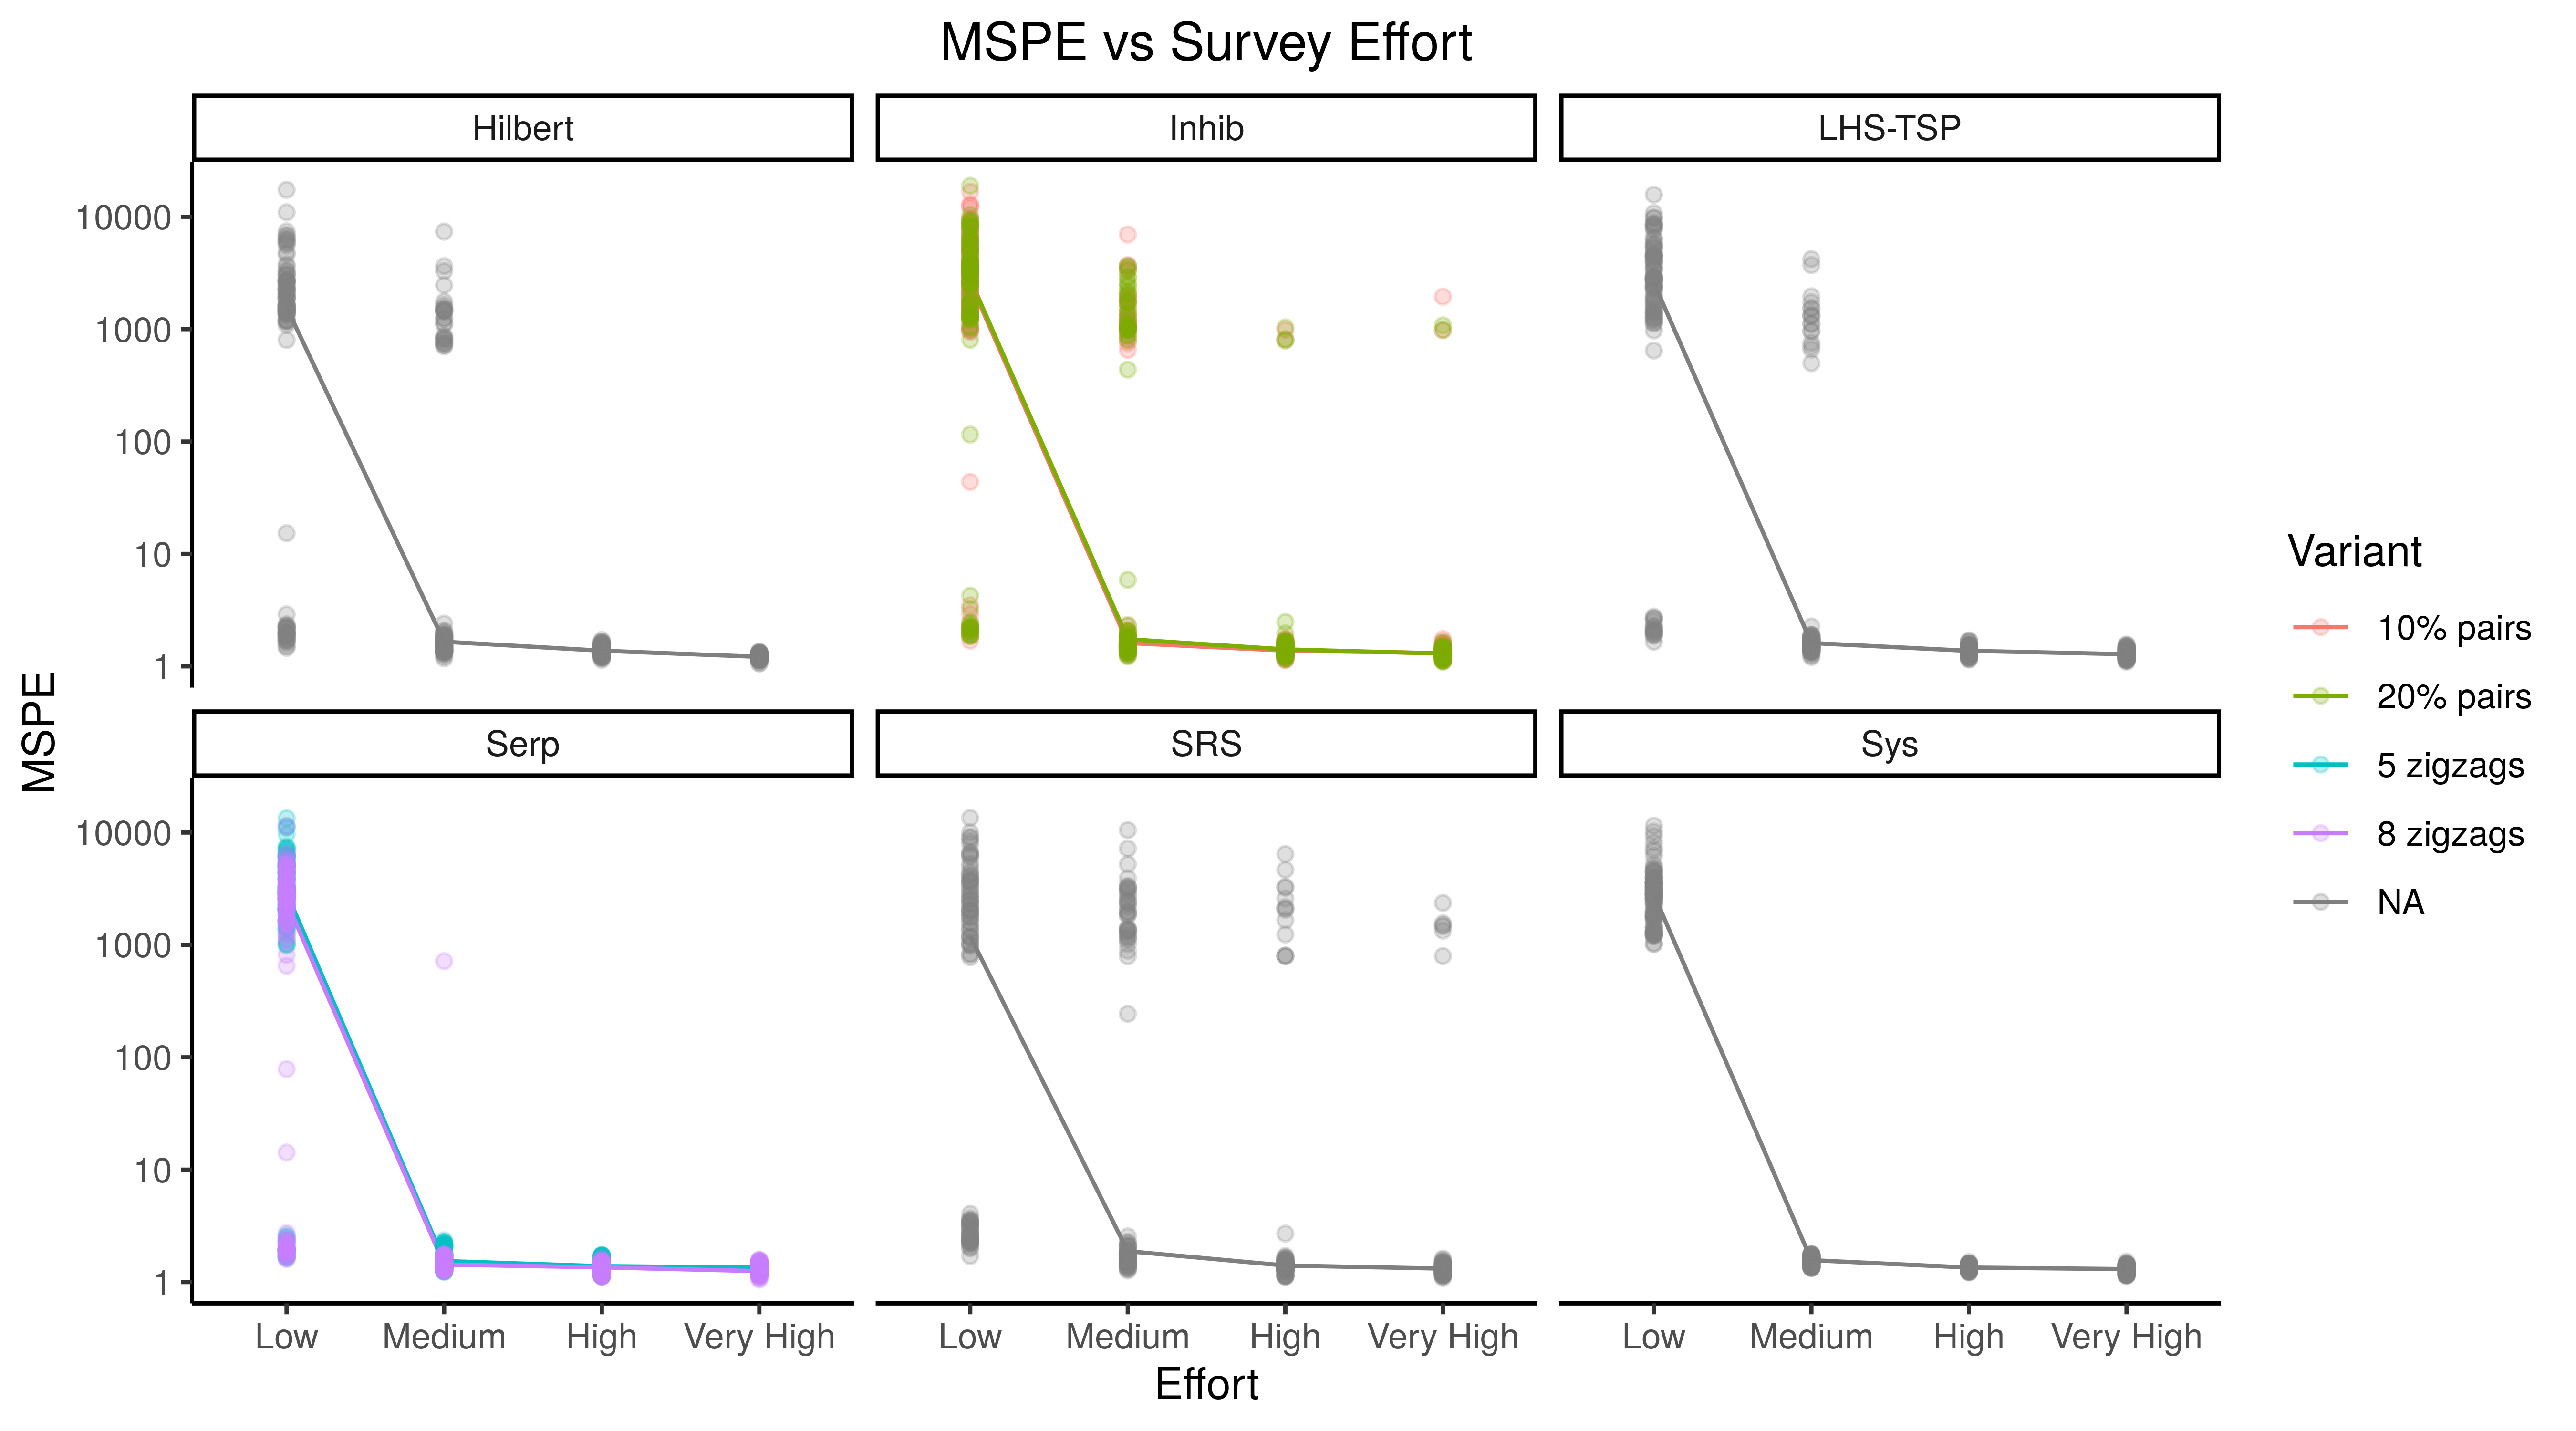 MSPE vs Survey Effort
Hilbert
Inhib
LHS-TSP
10000
1000
100
10
1
Serp
SRS
Sys
10000
1000
100
10
1
MSPE
Low Medium High Very High
Low Medium High Very High
Low Medium High Very High
Effort
Variant
10% pairs
20% pairs
5 zigzags
8 zigzags
NA